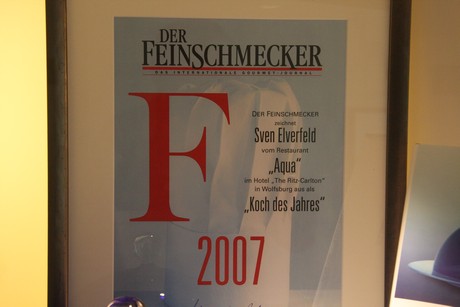 DER
FEINSCHMECKER
DAS INTERNATIONALE GOURMET-JOURNAL
F
DER FEINSCHMECKER
zeichnet
Sven Elverfeld
vom Restaurant
„Aqua"
im Hotel „The Ritz-Carlton"
in Wolfsburg aus als
„Koch des Jahres"
2007